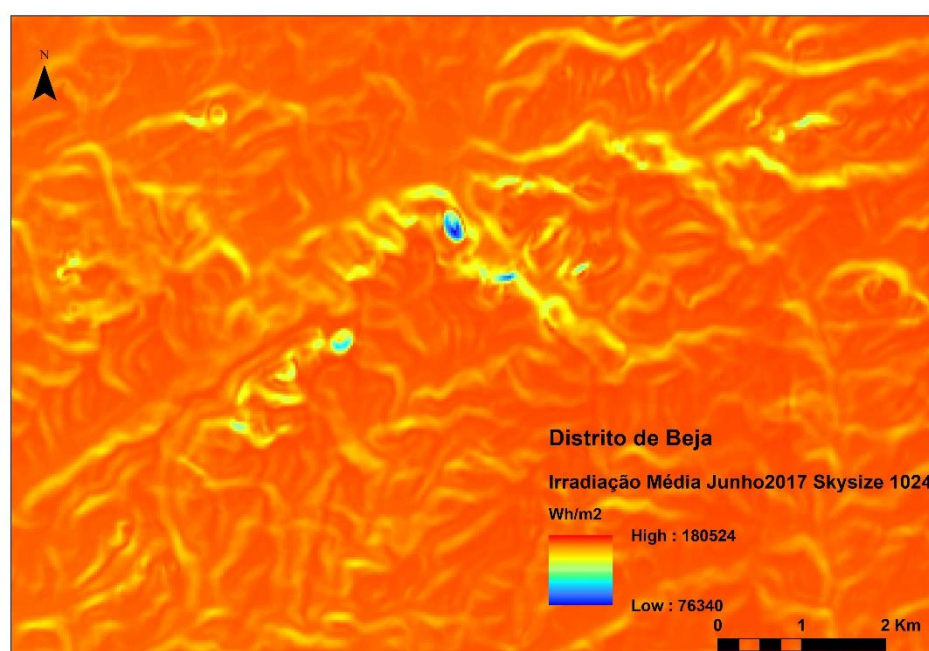 N
Distrito de Beja
Irradiação Média Junho2017 Skysize 1024
Wh/m2
High : 180524
Low : 76340
0 1 2 Km